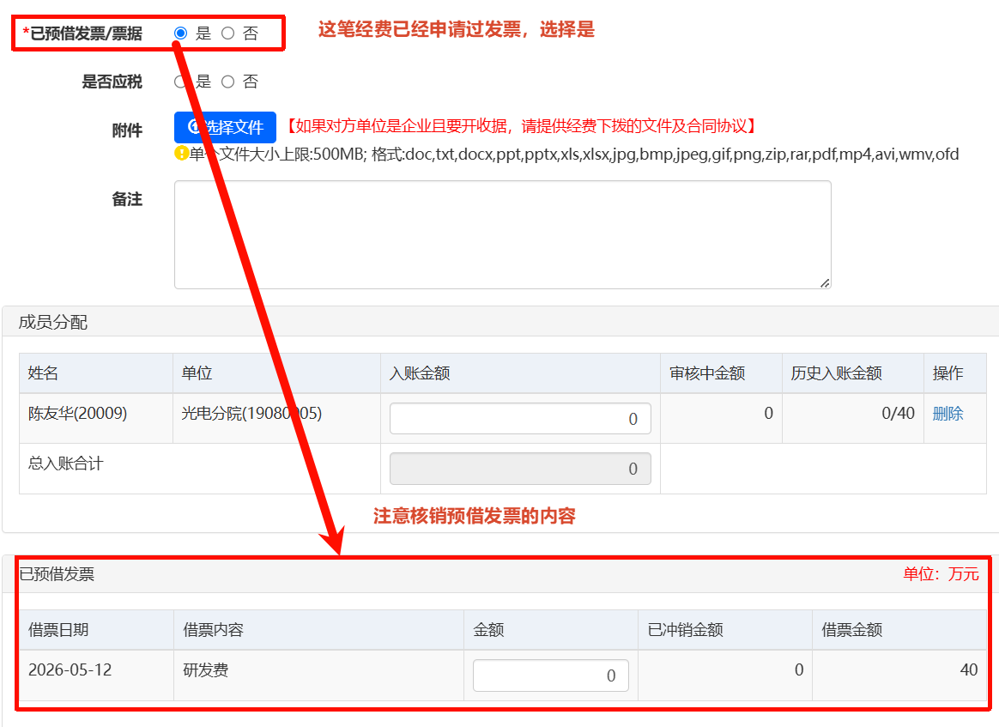 *已预借发票/票据 是 否 这笔经费已经申请过发票，选择是
是否应税 是 否
附件 选择文件 【如果对方单位是企业且要开收据，请提供经费下拨的文件及合同协议】
单个文件大小上限:500MB; 格式:doc,txt,docx,ppt,pptx,xls,xlsx,jpg,bmp,jpeg,gif,png,zip,rar,pdf,mp4,avi,wmv,ofd
备注
成员分配
姓名 单位 入账金额 审核中金额 历史入账金额 操作
陈友华(20009) 光电分院(19080005) 0 0 0/40 删除
总入账合计 0
注意核销预借发票的内容
已预借发票 单位：万元
借票日期 借票内容 金额 已冲销金额 借票金额
2026-05-12 研发费 0 0 40